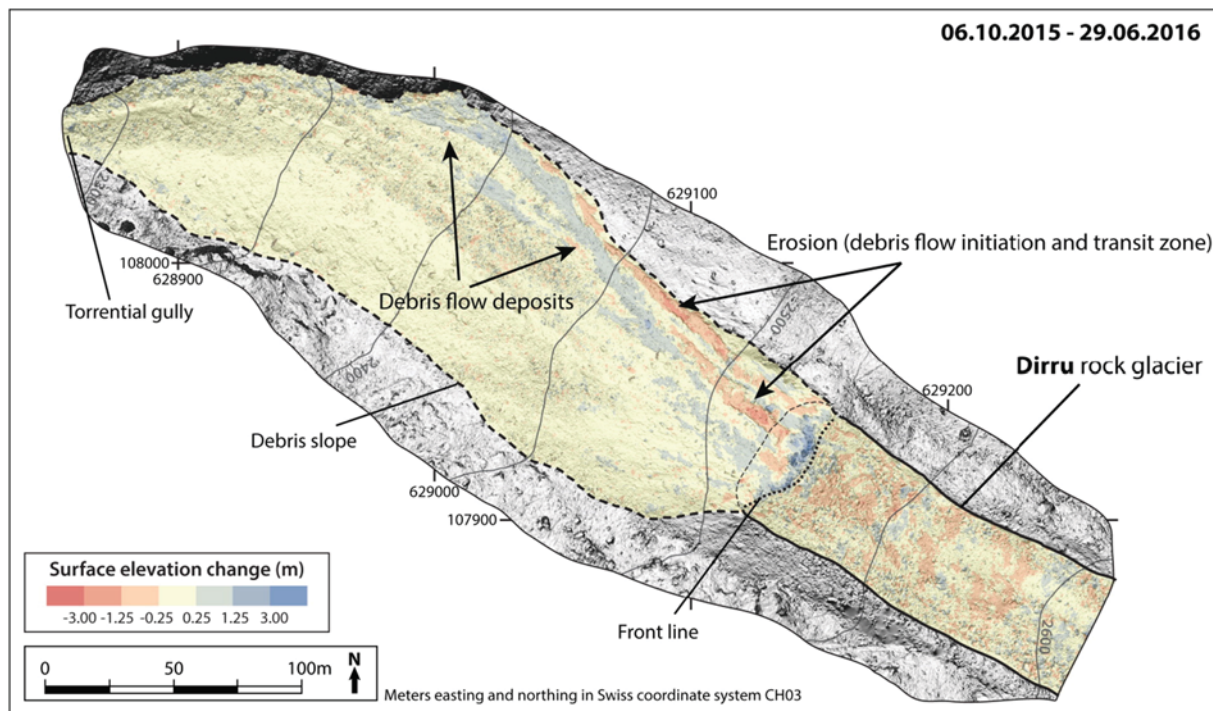 06.10.2015 - 29.06.2016
629100
Erosion (debris flow initiation and transit zone)
2300
108000
628900
Debris flow deposits
Torrential gully
2500
Dirru rock glacier
2400
629200
Debris slope
629000
107900
Surface elevation change (m)
-3.00 -1.25 -0.25 0.25 1.25 3.00
Front line
2600
0 50 100m
N
Meters easting and northing in Swiss coordinate system CH03